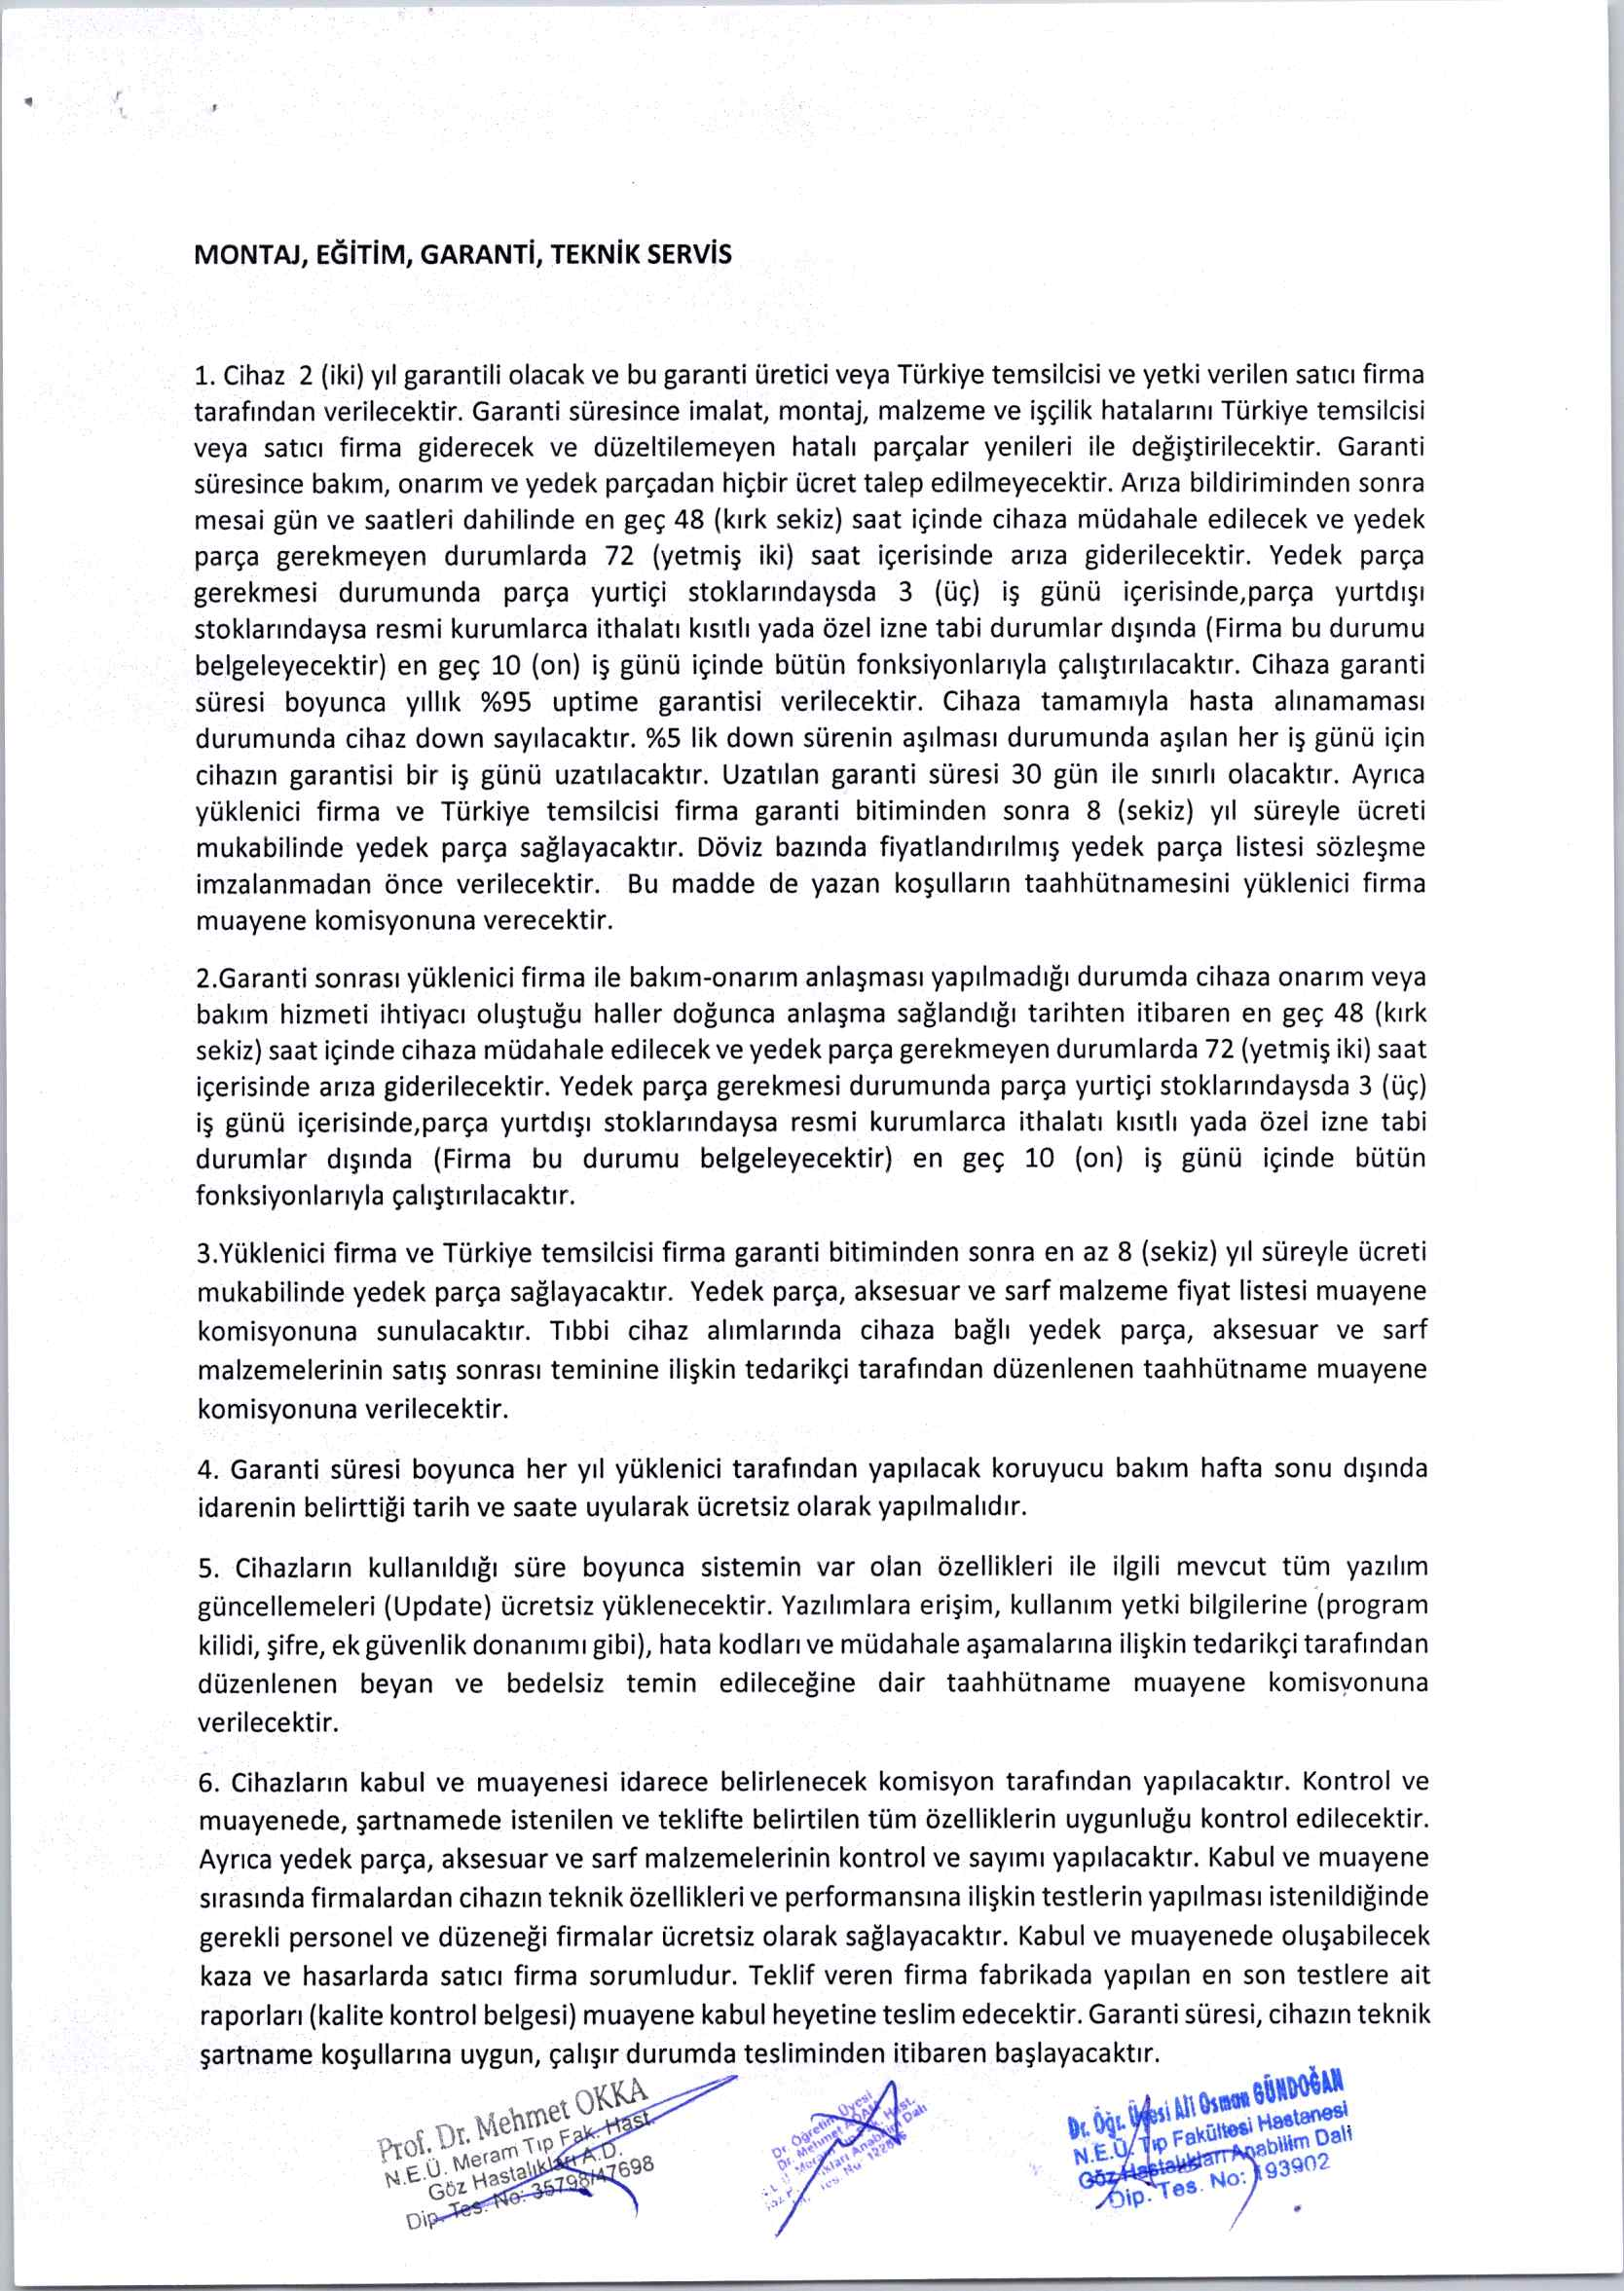 MONTAJ, EĞİTİM, GARANTİ, TEKNİK SERVİS
1. Cihaz 2 (iki) yıl garantili olacak ve bu garanti üretici veya Türkiye temsilcisi ve yetki verilen satıcı firma
tarafından verilecektir. Garanti süresince imalat, montaj, malzeme ve işçilik hatalarını Türkiye temsilcisi
veya satıcı firma giderecek ve düzeltilemeyen hatalı parçalar yenileri ile değiştirilecektir. Garanti
süresince bakım, onarım ve yedek parçadan hiçbir ücret talep edilmeyecektir. Arıza bildiriminden sonra
mesai gün ve saatleri dahilinde en geç 48 (kırk sekiz) saat içinde cihaza müdahale edilecek ve yedek
parça gerekmeyen durumlarda 72 (yetmiş iki) saat içerisinde arıza giderilecektir. Yedek parça
gerekmesi durumunda parça yurtiçi stoklarındaysda 3 (üç) iş günü içerisinde,parça yurtdışı
stoklarındaysa resmi kurumlarca ithalatı kısıtlı yada özel izne tabi durumlar dışında (Firma bu durumu
belgeleyecektir) en geç 10 (on) iş günü içinde bütün fonksiyonlarıyla çalıştırılacaktır. Cihaza garanti
süresi boyunca yıllık %95 uptime garantisi verilecektir. Cihaza tamamıyla hasta alınamaması
durumunda cihaz down sayılacaktır. %5 lik down sürenin aşılması durumunda aşılan her iş günü için
cihazın garantisi bir iş günü uzatılacaktır. Uzatılan garanti süresi 30 gün ile sınırlı olacaktır. Ayrıca
yüklenici firma ve Türkiye temsilcisi firma garanti bitiminden sonra 8 (sekiz) yıl süreyle ücreti
mukabilinde yedek parça sağlayacaktır. Döviz bazında fiyatlandırılmış yedek parça listesi sözleşme
imzalanmadan önce verilecektir. Bu madde de yazan koşulların taahhütnamesini yüklenici firma
muayene komisyonuna verecektir.
2.Garanti sonrası yüklenici firma ile bakım-onarım anlaşması yapılmadığı durumda cihaza onarım veya
bakım hizmeti ihtiyacı oluştuğu haller doğunca anlaşma sağlandığı tarihten itibaren en geç 48 (kırk
sekiz) saat içinde cihaza müdahale edilecek ve yedek parça gerekmeyen durumlarda 72 (yetmiş iki) saat
içerisinde arıza giderilecektir. Yedek parça gerekmesi durumunda parça yurtiçi stoklarındaysda 3 (üç)
iş günü içerisinde,parça yurtdışı stoklarındaysa resmi kurumlarca ithalatı kısıtlı yada özel izne tabi
durumlar dışında (Firma bu durumu belgeleyecektir) en geç 10 (on) iş günü içinde bütün
fonksiyonlarıyla çalıştırılacaktır.
3.Yüklenici firma ve Türkiye temsilcisi firma garanti bitiminden sonra en az 8 (sekiz) yıl süreyle ücreti
mukabilinde yedek parça sağlayacaktır. Yedek parça, aksesuar ve sarf malzeme fiyat listesi muayene
komisyonuna sunulacaktır. Tıbbi cihaz alımlarında cihaza bağlı yedek parça, aksesuar ve sarf
malzemelerinin satış sonrası teminine ilişkin tedarikçi tarafından düzenlenen taahhütname muayene
komisyonuna verilecektir.
4. Garanti süresi boyunca her yıl yüklenici tarafından yapılacak koruyucu bakım hafta sonu dışında
idarenin belirttiği tarih ve saate uyularak ücretsiz olarak yapılmalıdır.
5. Cihazların kullanıldığı süre boyunca sistemin var olan özellikleri ile ilgili mevcut tüm yazılım
güncellemeleri (Update) ücretsiz yüklenecektir. Yazılımlara erişim, kullanım yetki bilgilerine (program
kilidi, şifre, ek güvenlik donanımı gibi), hata kodları ve müdahale aşamalarına ilişkin tedarikçi tarafından
düzenlenen beyan ve bedelsiz temin edileceğine dair taahhütname muayene komisyonuna
verilecektir.
6. Cihazların kabul ve muayenesi idarece belirlenecek komisyon tarafından yapılacaktır. Kontrol ve
muayenede, şartnamede istenilen ve teklifte belirtilen tüm özelliklerin uygunluğu kontrol edilecektir.
Ayrıca yedek parça, aksesuar ve sarf malzemelerinin kontrol ve sayımı yapılacaktır. Kabul ve muayene
sırasında firmalardan cihazın teknik özellikleri ve performansına ilişkin testlerin yapılması istenildiğinde
gerekli personel ve düzeneği firmalar ücretsiz olarak sağlayacaktır. Kabul ve muayenede oluşabilecek
kaza ve hasarlarda satıcı firma sorumludur. Teklif veren firma fabrikada yapılan en son testlere ait
raporları (kalite kontrol belgesi) muayene kabul heyetine teslim edecektir. Garanti süresi, cihazın teknik
şartname koşullarına uygun, çalışır durumda tesliminden itibaren başlayacaktır.
Prof. Dr. Mehmet OKKA
N.E.Ü. Meram Tıp Fak. Hast.
Göz Hastalıkları A.D.
Dip. Tes. No: 35798/47698
Dr. Öğretim Üyesi
Dr. Mehmet
Meram Tıp Fak. Hast.
Anabilim Dalı
Dr. Öğr. Üyesi Ali Osman GÜNDOĞAN
N.E.Ü. Tıp Fakültesi Hastanesi
Göz Hastalıkları Anabilim Dali
Dip. Tes. No: 193902